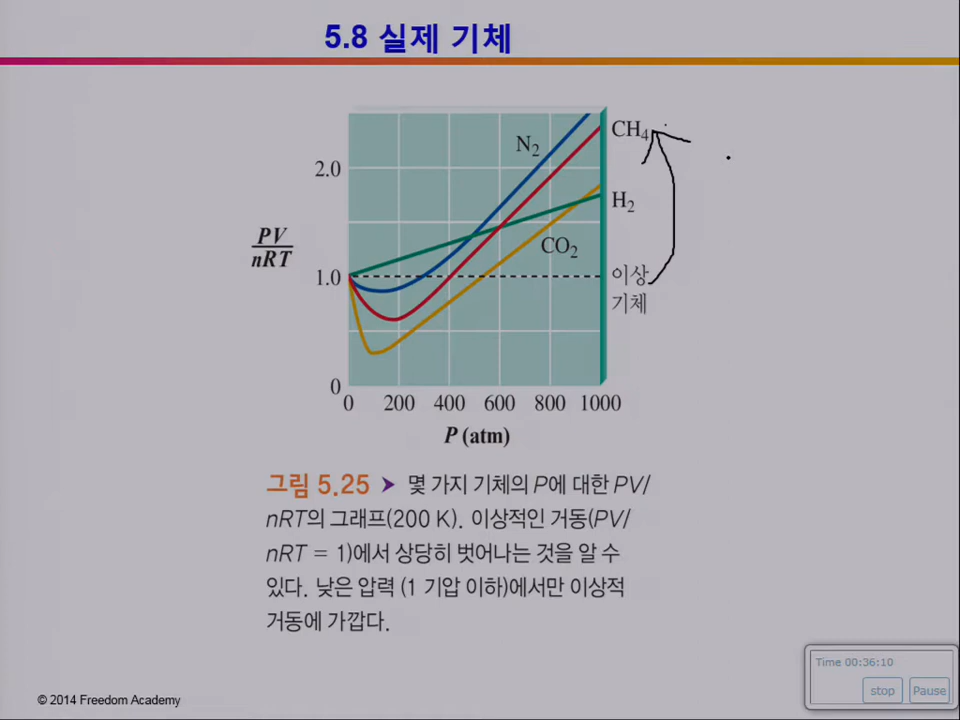 5.8 실제 기체
N2
CH4
2.0
H2
PV
nRT
CO2
1.0
이상
기체
0
0 200 400 600 800 1000
P (atm)
그림 5.25 ➤ 몇 가지 기체의 P에 대한 PV/
nRT의 그래프(200 K). 이상적인 거동(PV/
nRT = 1)에서 상당히 벗어나는 것을 알 수
있다. 낮은 압력 (1 기압 이하)에서만 이상적
거동에 가깝다.
Time 00:36:10
stop Pause
© 2014 Freedom Academy